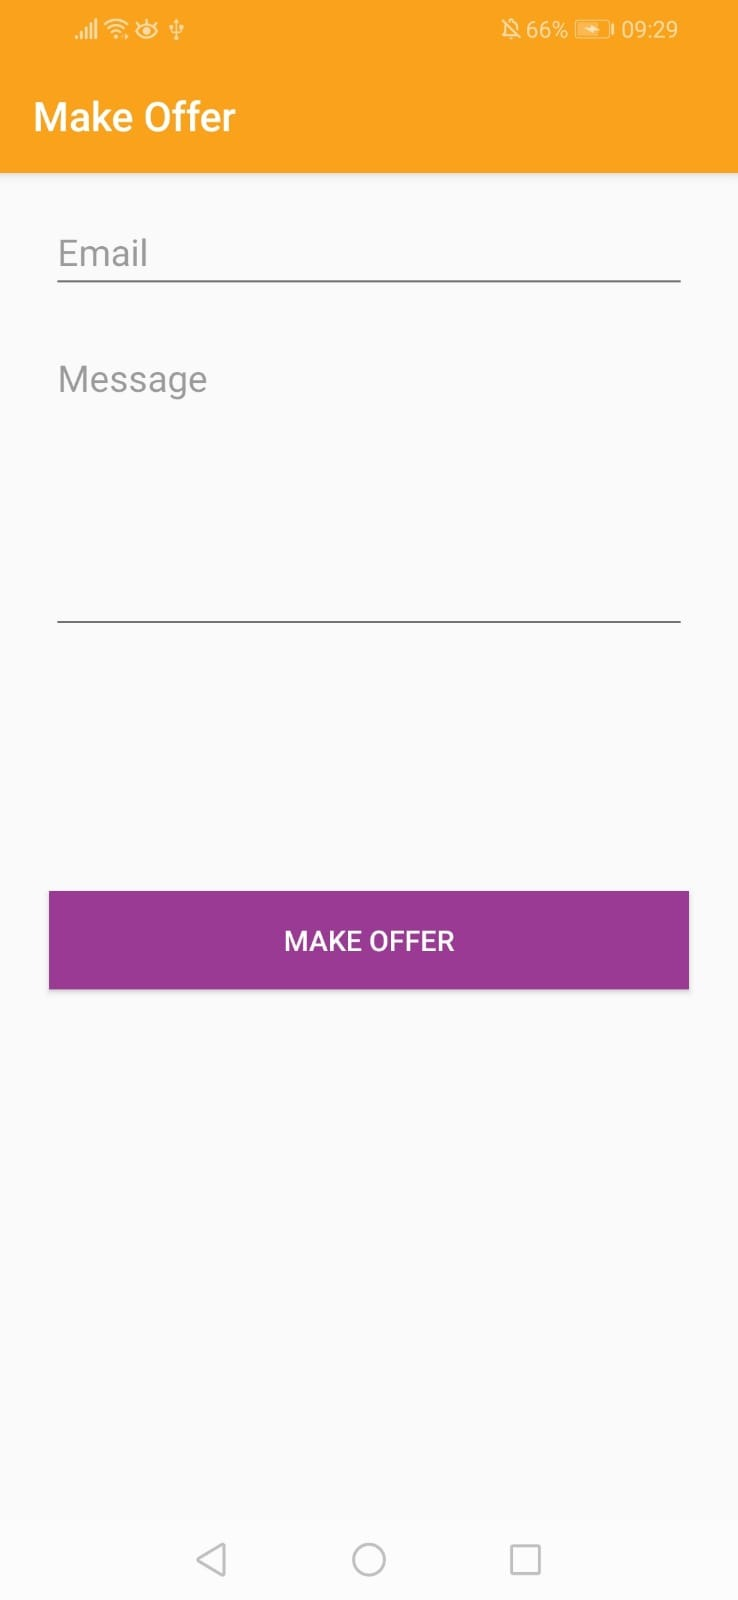 66% 09:29
Make Offer
Email
Message
MAKE OFFER